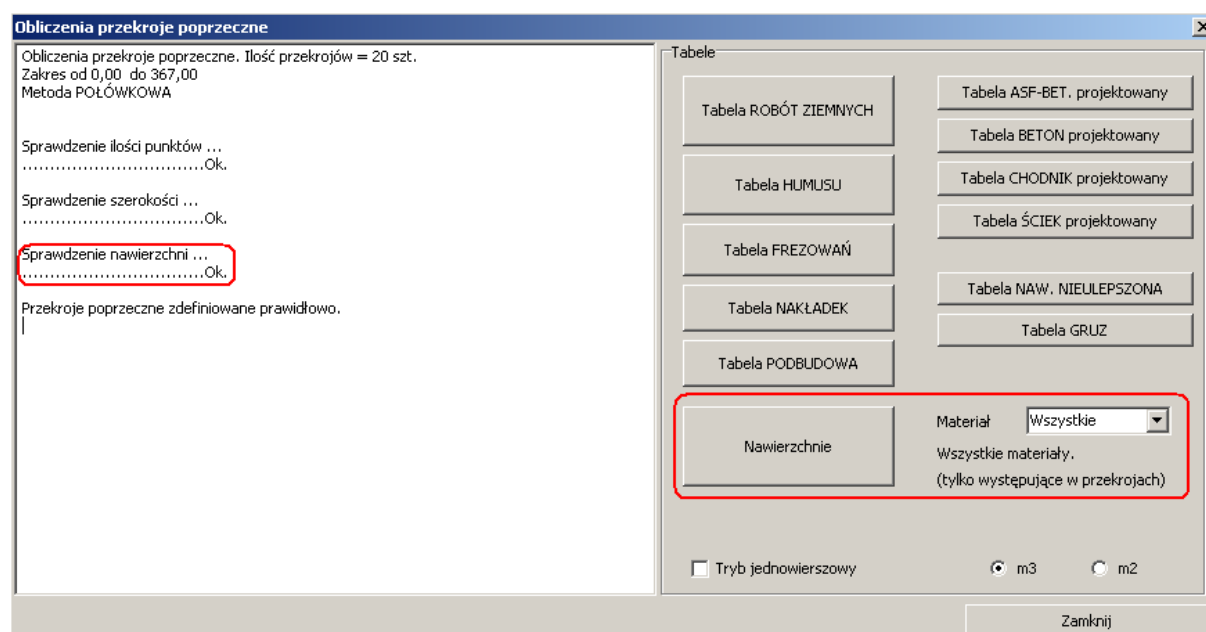 Obliczenia przekroje poprzeczne
Obliczenia przekroje poprzeczne. Ilość przekrojów = 20 szt.
Zakres od 0,00 do 367,00
Metoda POŁÓWKOWA
Sprawdzenie ilości punktów ...
.................................Ok.
Sprawdzenie szerokości ...
.................................Ok.
Sprawdzenie nawierzchni ...
.................................Ok.
Przekroje poprzeczne zdefiniowane prawidłowo.
Tabele
Tabela ROBÓT ZIEMNYCH
Tabela HUMUSU
Tabela FREZOWAŃ
Tabela NAKŁADEK
Tabela PODBUDOWA
Tabela ASF-BET. projektowany
Tabela BETON projektowany
Tabela CHODNIK projektowany
Tabela ŚCIEK projektowany
Tabela NAW. NIEULEPSZONA
Tabela GRUZ
Nawierzchnie
Materiał Wszystkie
Wszystkie materiały.
(tylko występujące w przekrojach)
Tryb jednowierszowy
m3 m2
Zamknij